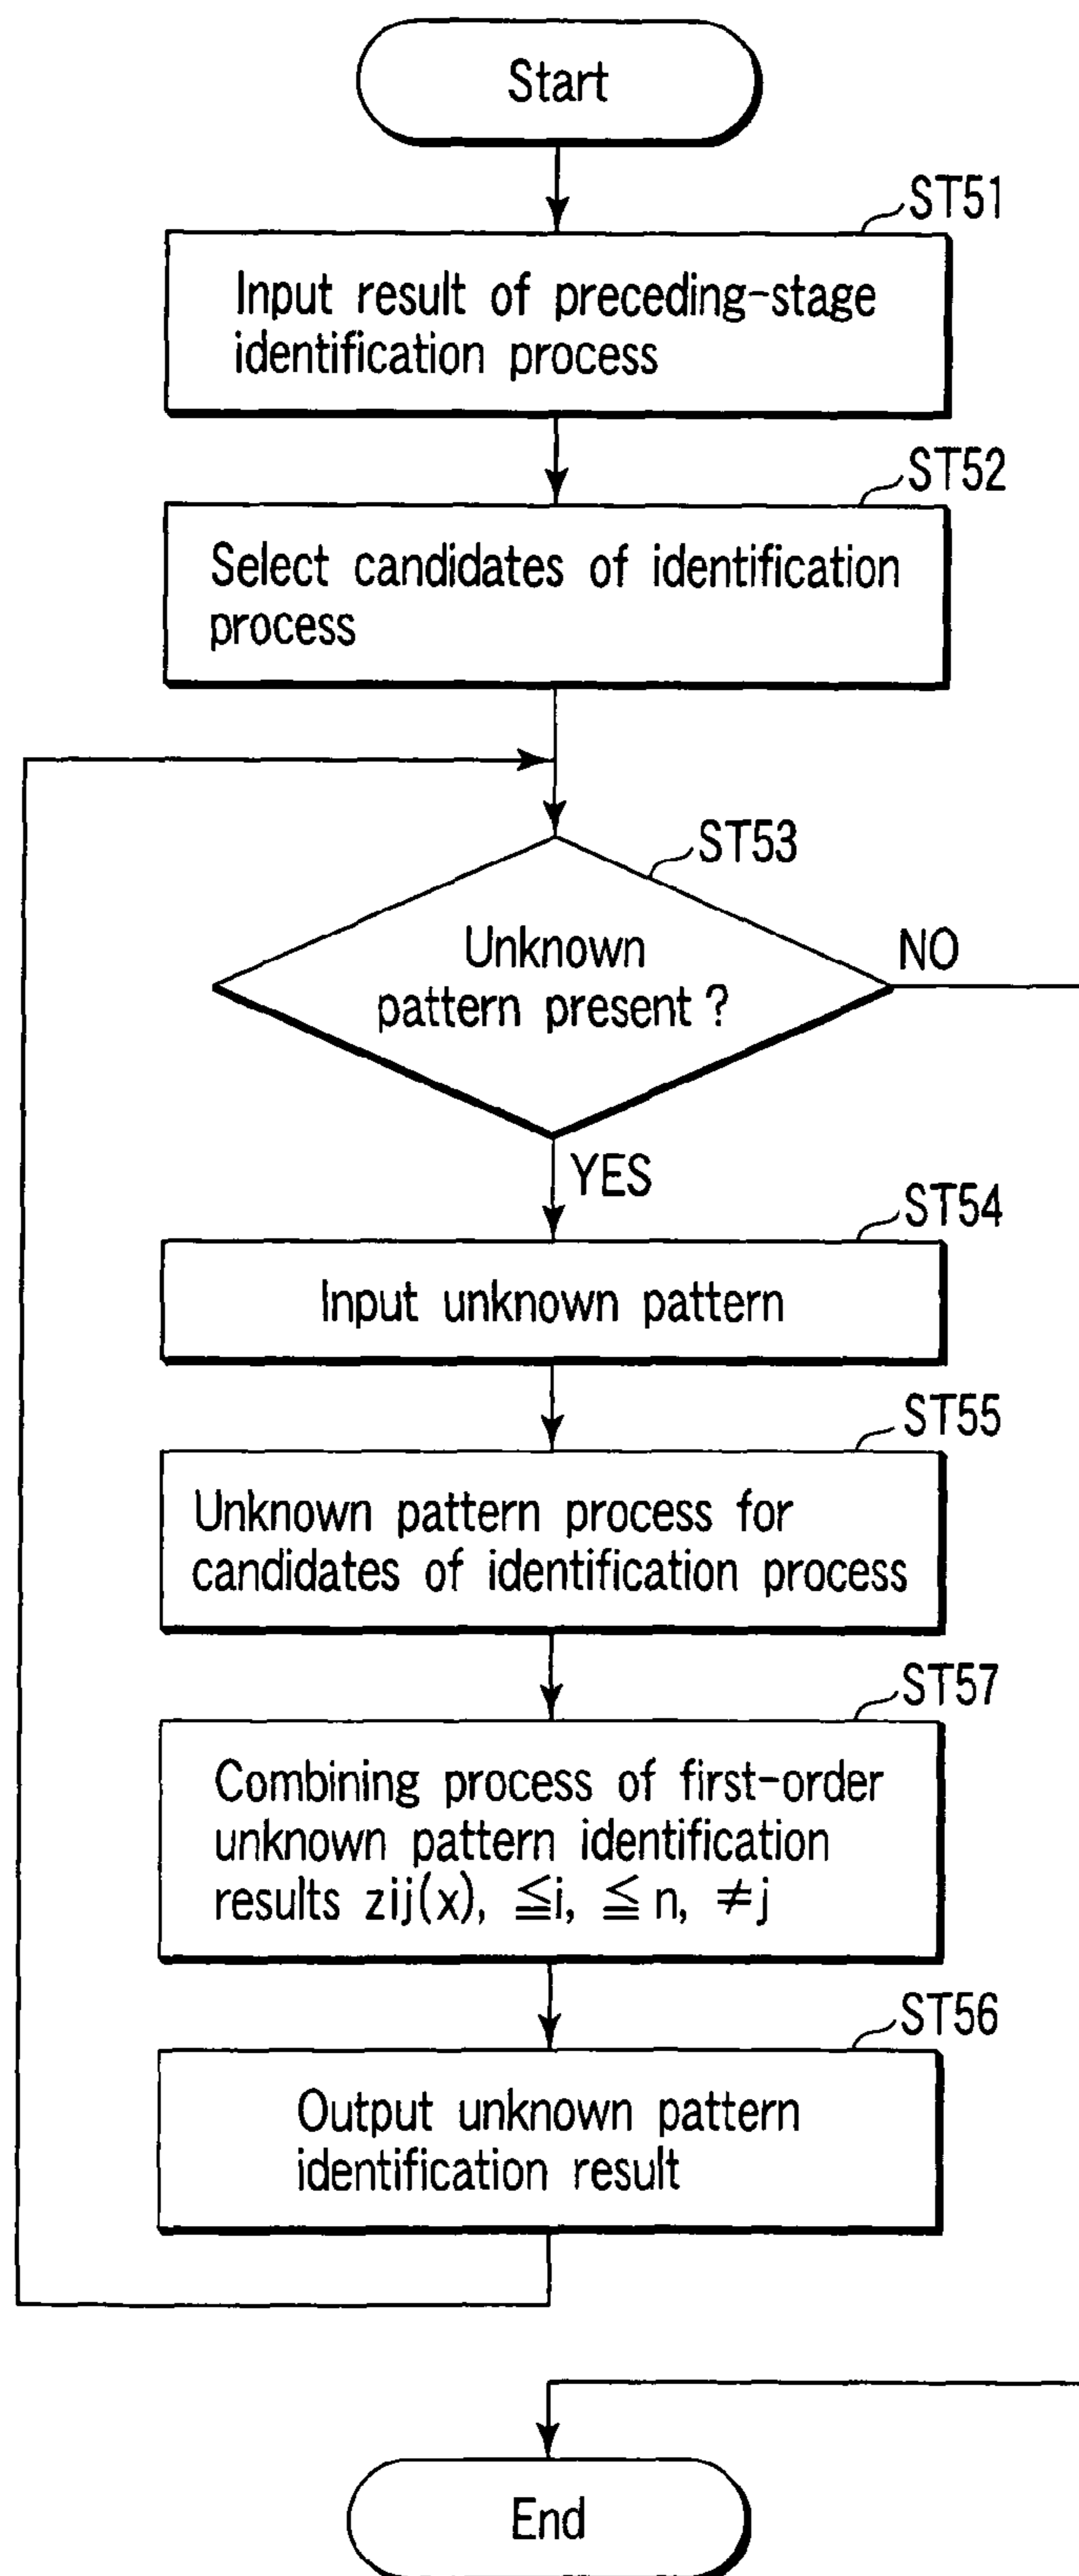 Start
ST51
Input result of preceding-stage
identification process
ST52
Select candidates of identification
process
ST53
Unknown
pattern present ?
NO
YES
ST54
Input unknown pattern
ST55
Unknown pattern process for
candidates of identification process
ST57
Combining process of first-order
unknown pattern identification
results zij(x), ≦i, ≦ n, ≠j
ST56
Output unknown pattern
identification result
End